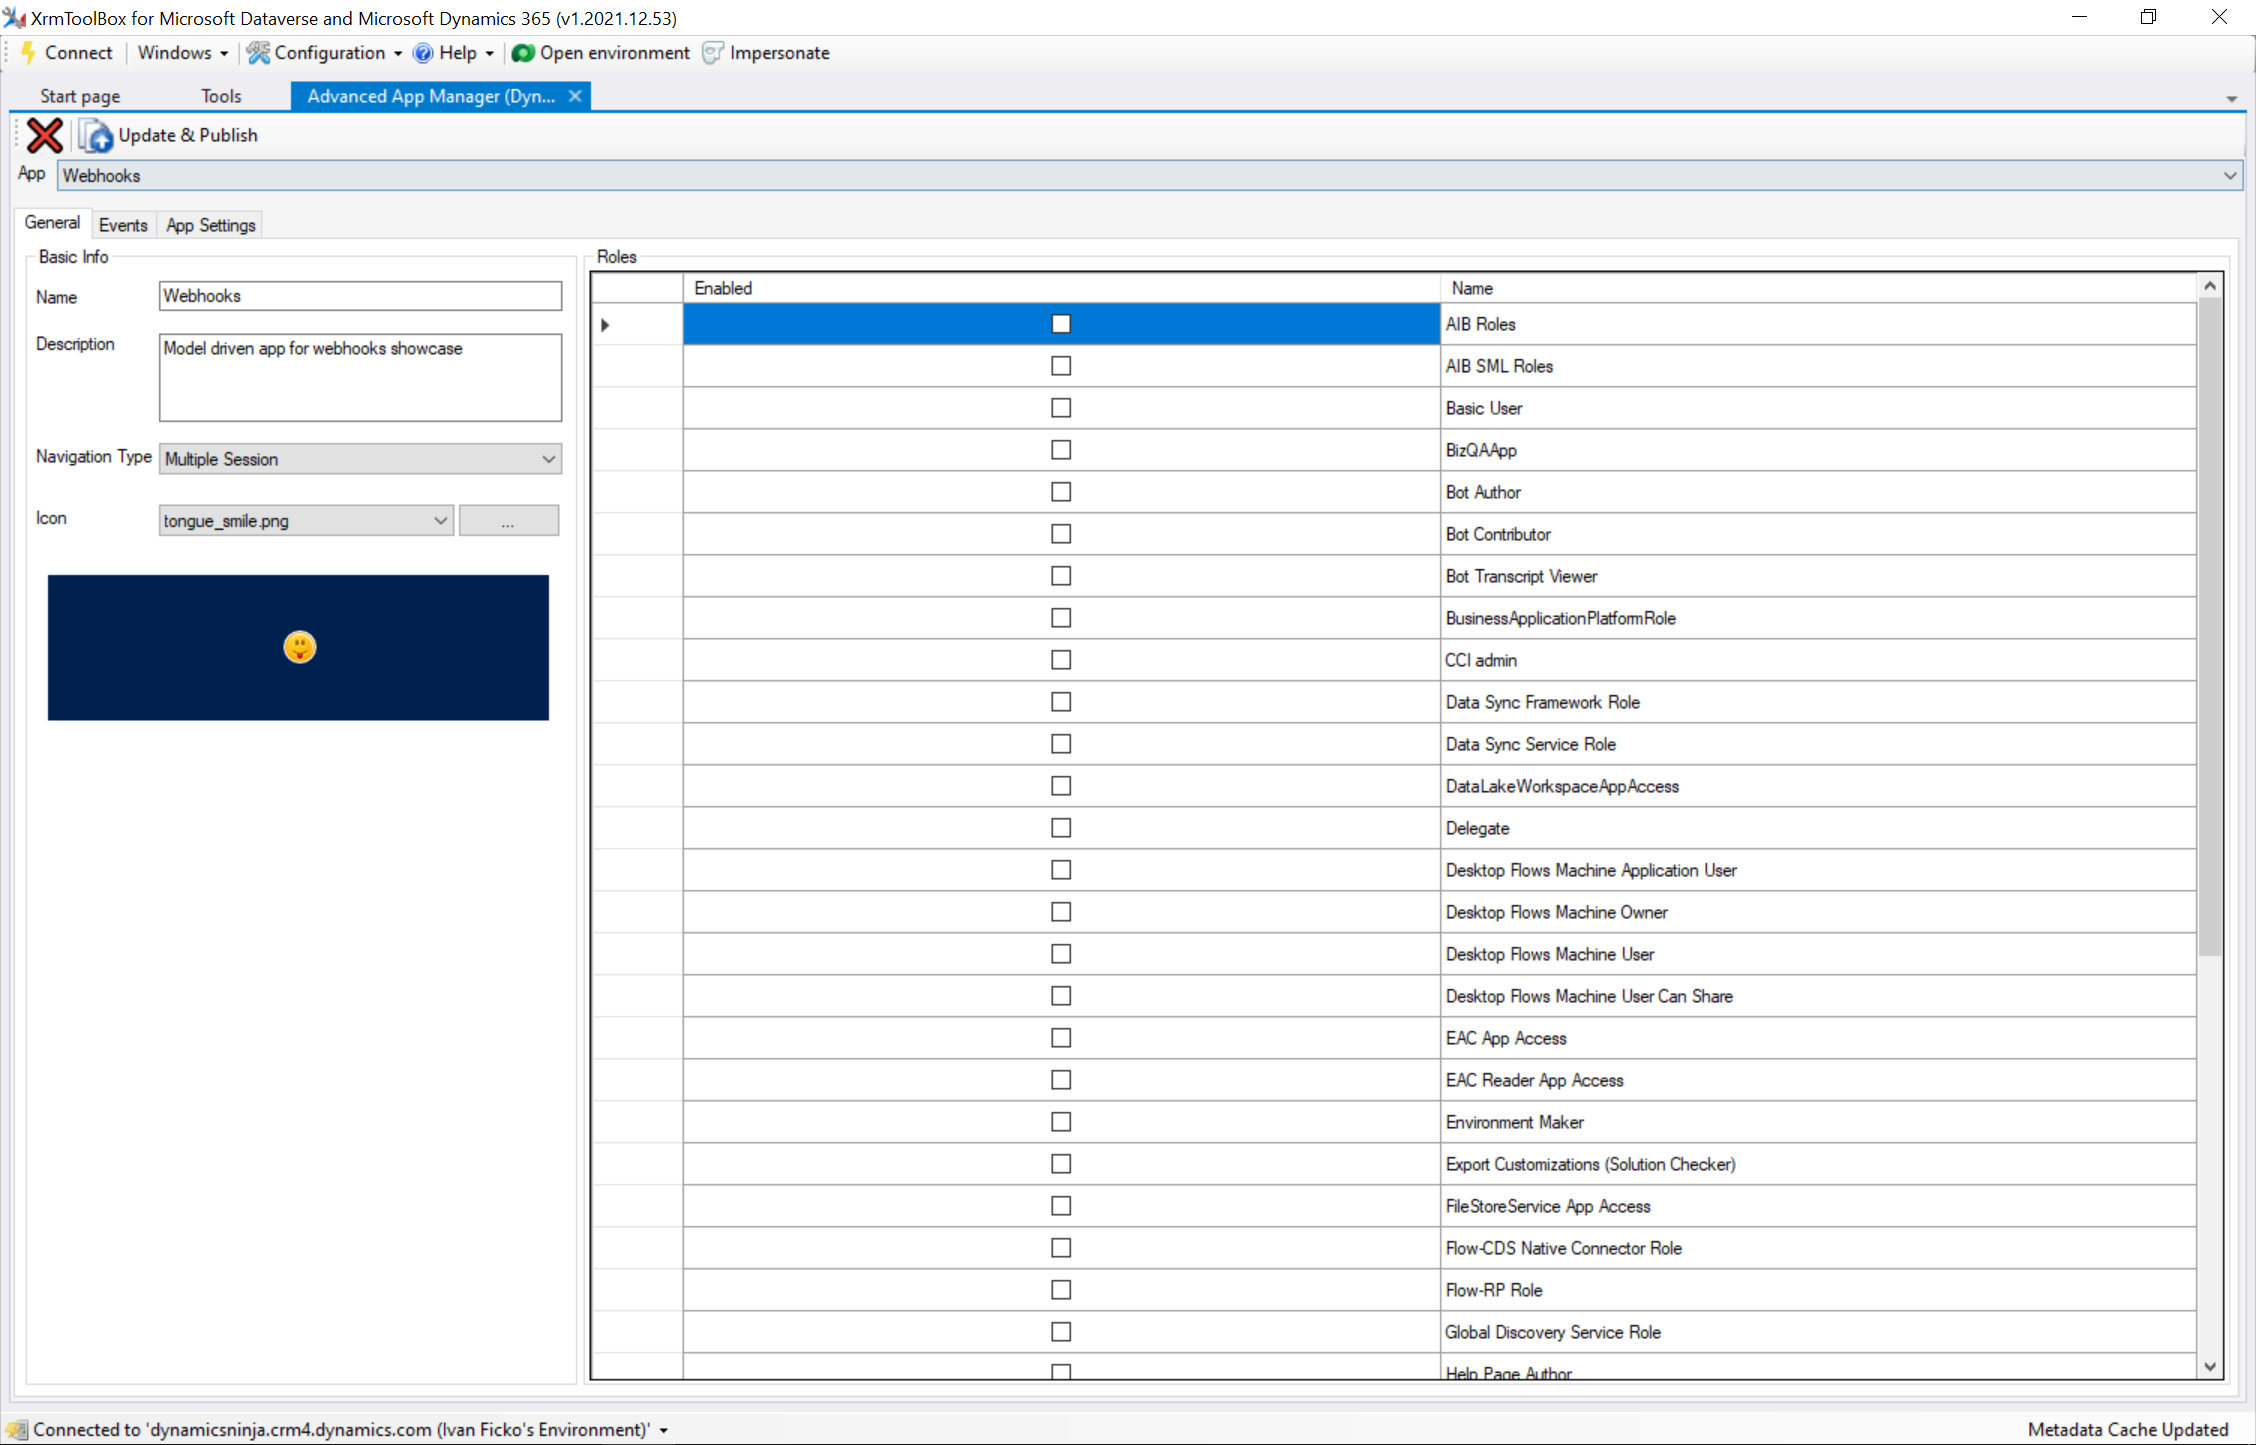 XrmToolBox for Microsoft Dataverse and Microsoft Dynamics 365 (v1.2021.12.53)
Connect Windows Configuration Help Open environment Impersonate
Start page Tools Advanced App Manager (Dyn...
Update & Publish
App Webhooks
General Events App Settings
Basic Info
Name Webhooks
Description Model driven app for webhooks showcase
Navigation Type Multiple Session
Icon tongue_smile.png ...
Roles
Enabled Name
AIB Roles
AIB SML Roles
Basic User
BizQAApp
Bot Author
Bot Contributor
Bot Transcript Viewer
BusinessApplicationPlatformRole
CCI admin
Data Sync Framework Role
Data Sync Service Role
DataLakeWorkspaceAppAccess
Delegate
Desktop Flows Machine Application User
Desktop Flows Machine Owner
Desktop Flows Machine User
Desktop Flows Machine User Can Share
EAC App Access
EAC Reader App Access
Environment Maker
Export Customizations (Solution Checker)
FileStoreService App Access
Flow-CDS Native Connector Role
Flow-RP Role
Global Discovery Service Role
Help Page Author
Connected to 'dynamicsninja.crm4.dynamics.com (Ivan Ficko's Environment)' Metadata Cache Updated